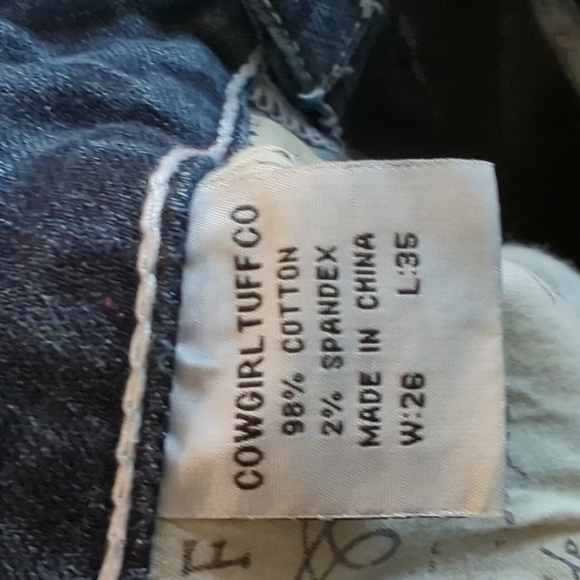 COWGIRL TUFF CO
98% COTTON
2% SPANDEX
MADE IN CHINA
W:26 L:35
F